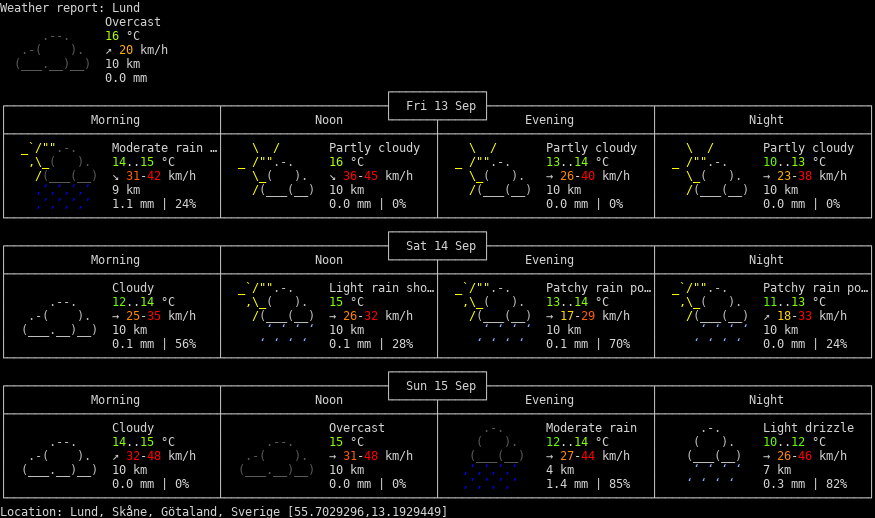 Weather report: Lund
Overcast
16 °C
↗ 20 km/h
10 km
0.0 mm
Fri 13 Sep
Morning Noon Evening Night
Moderate rain … Partly cloudy Partly cloudy Partly cloudy
14..15 °C 16 °C 13..14 °C 10..13 °C
↘ 31-42 km/h ↘ 36-45 km/h → 26-40 km/h → 23-38 km/h
9 km 10 km 10 km 10 km
1.1 mm | 24% 0.0 mm | 0% 0.0 mm | 0% 0.0 mm | 0%
Sat 14 Sep
Morning Noon Evening Night
Cloudy Light rain sho… Patchy rain po… Patchy rain po…
12..14 °C 15 °C 13..14 °C 11..13 °C
→ 25-35 km/h → 26-32 km/h → 17-29 km/h ↗ 18-33 km/h
10 km 10 km 10 km 10 km
0.1 mm | 56% 0.1 mm | 28% 0.1 mm | 70% 0.0 mm | 24%
Sun 15 Sep
Morning Noon Evening Night
Cloudy Overcast Moderate rain Light drizzle
14..15 °C 15 °C 12..14 °C 10..12 °C
↗ 32-48 km/h → 31-48 km/h → 27-44 km/h → 26-46 km/h
10 km 10 km 4 km 7 km
0.0 mm | 0% 0.0 mm | 0% 1.4 mm | 85% 0.3 mm | 82%
Location: Lund, Skåne, Götaland, Sverige [55.7029296,13.1929449]